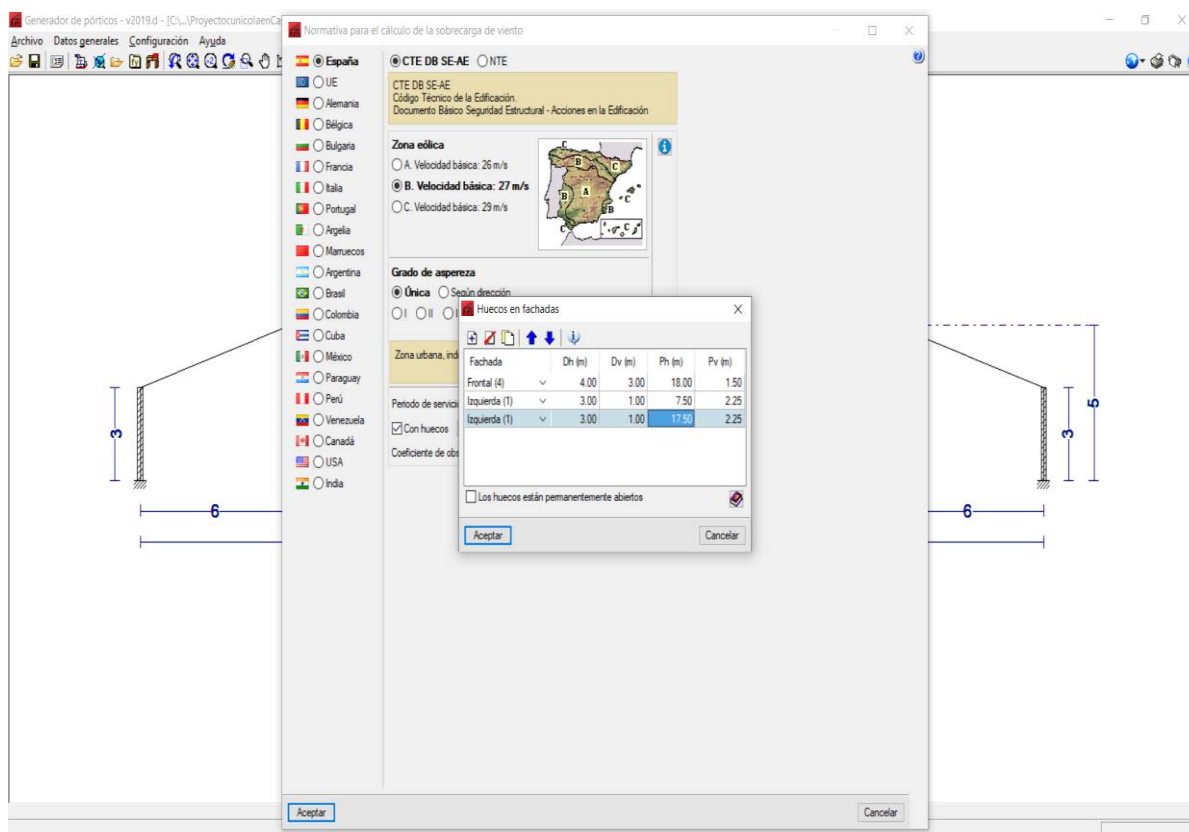 Generador de pórticos - v2019.d - [C:\...\ProyectocunicolaenCa
Archivo Datos generales Configuración Ayuda
Normativa para el cálculo de la sobrecarga de viento
España
UE
Alemania
Bélgica
Bulgaria
Francia
Italia
Portugal
Argelia
Marruecos
Argentina
Brasil
Colombia
Cuba
México
Paraguay
Perú
Venezuela
Canadá
USA
India
CTE DB SE-AE NTE
CTE DB SE-AE
Código Técnico de la Edificación.
Documento Básico Seguridad Estructural - Acciones en la Edificación
Zona eólica
A. Velocidad básica: 26 m/s
B. Velocidad básica: 27 m/s
C. Velocidad básica: 29 m/s
C
B
C
B
A
C
B
C
C
Grado de aspereza
Única Según dirección
I II
Zona urbana, ind
Periodo de servici
Con huecos
Coeficiente de obs
Huecos en fachadas
Fachada Dh (m) Dv (m) Ph (m) Pv (m)
Frontal (4) 4.00 3.00 18.00 1.50
Izquierda (1) 3.00 1.00 7.50 2.25
Izquierda (1) 3.00 1.00 17.50 2.25
Los huecos están permanentemente abiertos
Aceptar Cancelar
Aceptar Cancelar
3
6
3
5
6